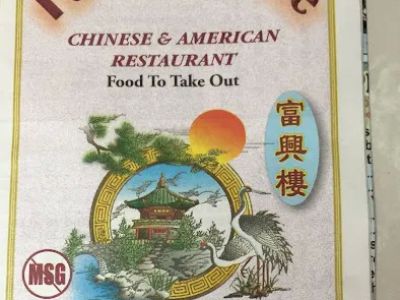 CHINESE & AMERICAN
RESTAURANT
Food To Take Out
富興樓
MSG